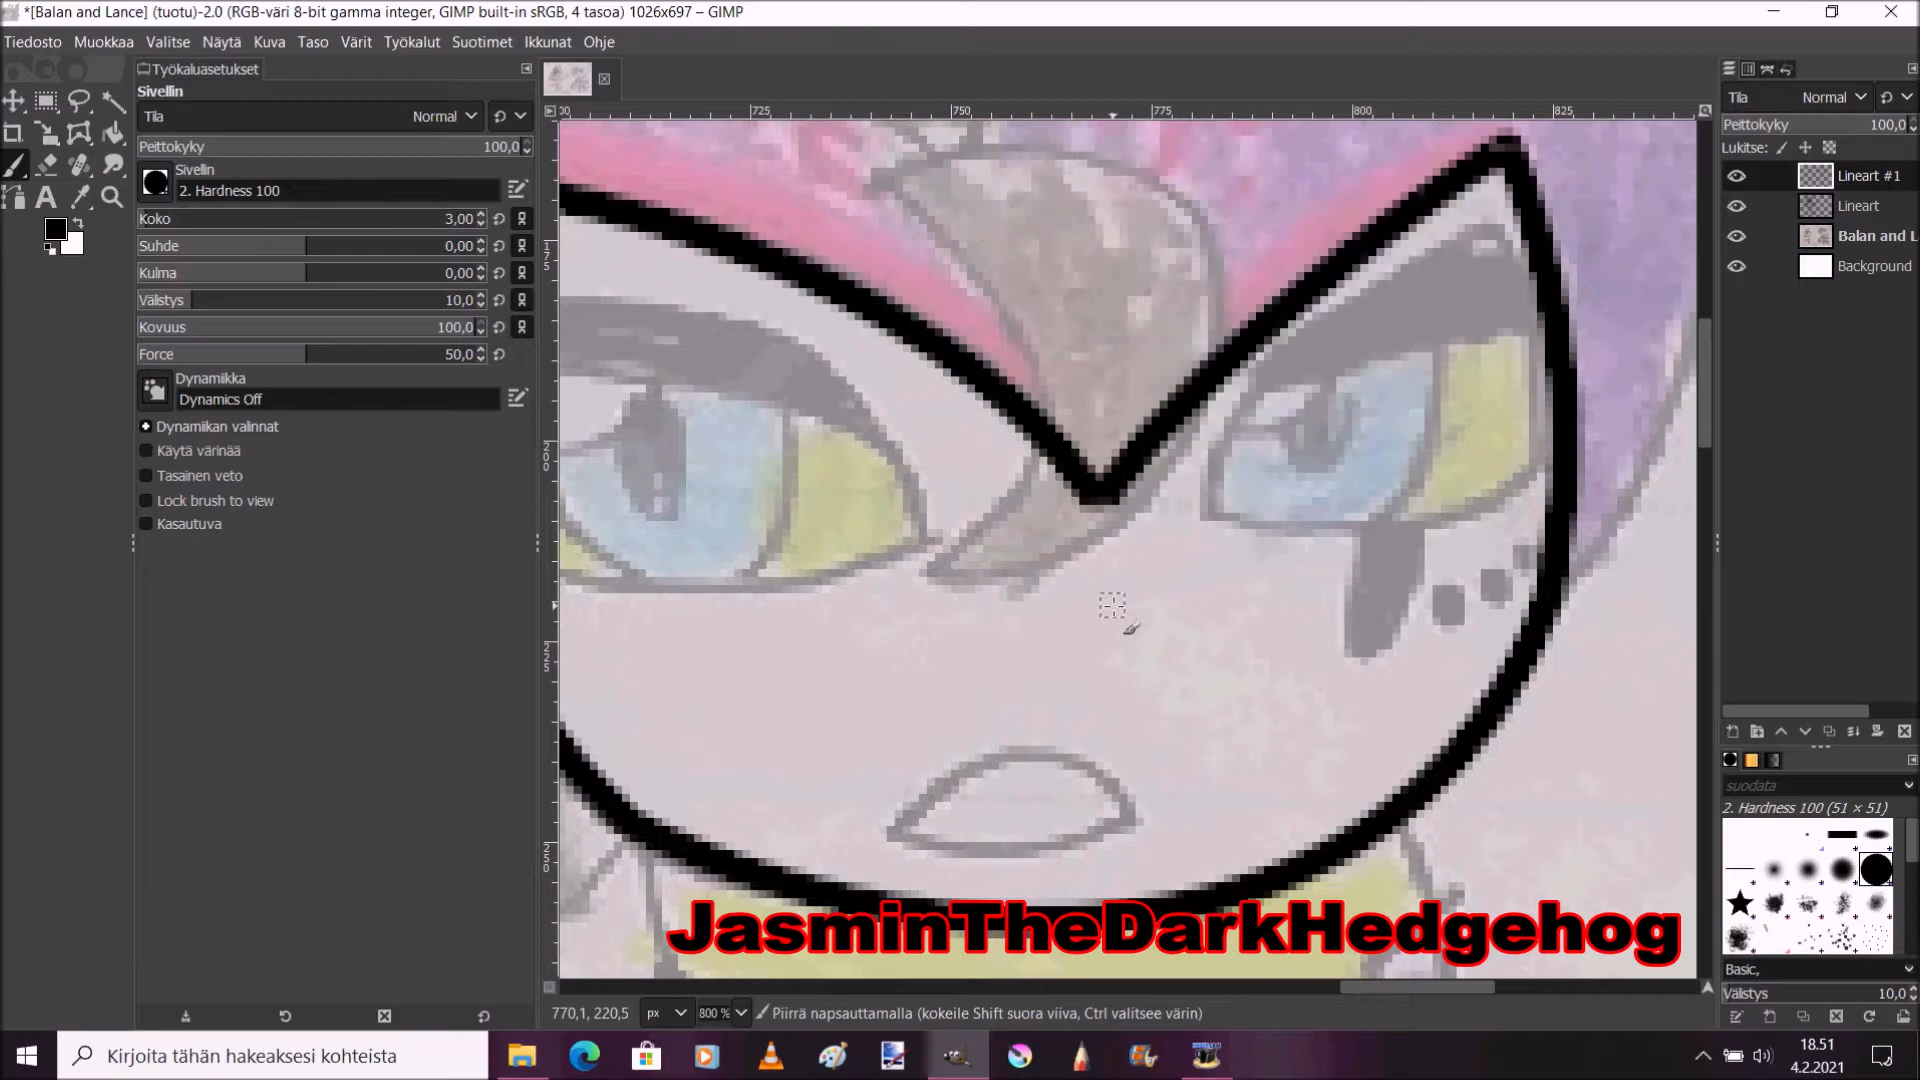 *[Balan and Lance] (tuotu)-2.0 (RGB-väri 8-bit gamma integer, GIMP built-in sRGB, 4 tasoa) 1026x697 – GIMP
Tiedosto Muokkaa Valitse Näytä Kuva Taso Värit Työkalut Suotimet Ikkunat Ohje
Työkaluasetukset
Sivellin
Tila Normal
Peittokyky 100,0
Sivellin
2. Hardness 100
Koko 3,00
Suhde 0,00
Kulma 0,00
Välistys 10,0
Kovuus 100,0
Force 50,0
Dynamiikka
Dynamics Off
Dynamiikan valinnat
Käytä värinää
Tasainen veto
Lock brush to view
Kasautuva
725 750 775 800 825
175
200
225
250
JasminTheDarkHedgehog
770,1, 220,5 px 800 % Piirrä napsauttamalla (kokeile Shift suora viiva, Ctrl valitsee värin)
Tila Normal
Peittokyky 100,0
Lukitse:
Lineart #1
Lineart
Balan and L
Background
suodata
2. Hardness 100 (51 × 51)
Basic,
Välistys 10,0
Kirjoita tähän hakeaksesi kohteista
18.51
4.2.2021